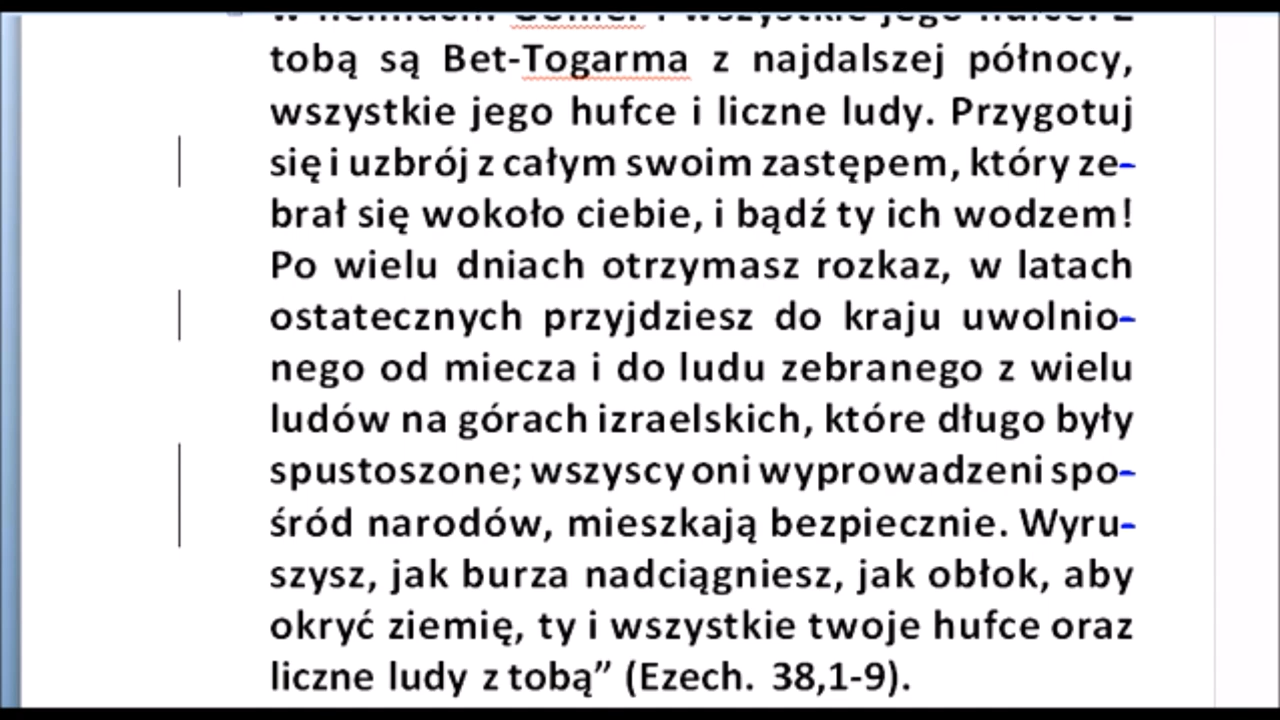 i wszystkie jego hufce! Z
tobą są Bet-Togarma z najdalszej północy,
wszystkie jego hufce i liczne ludy. Przygotuj
się i uzbrój z całym swoim zastępem, który ze-
brał się wokoło ciebie, i bądź ty ich wodzem!
Po wielu dniach otrzymasz rozkaz, w latach
ostatecznych przyjdziesz do kraju uwolnio-
nego od miecza i do ludu zebranego z wielu
ludów na górach izraelskich, które długo były
spustoszone; wszyscy oni wyprowadzeni spo-
śród narodów, mieszkają bezpiecznie. Wyru-
szysz, jak burza nadciągniesz, jak obłok, aby
okryć ziemię, ty i wszystkie twoje hufce oraz
liczne ludy z tobą” (Ezech. 38,1-9).